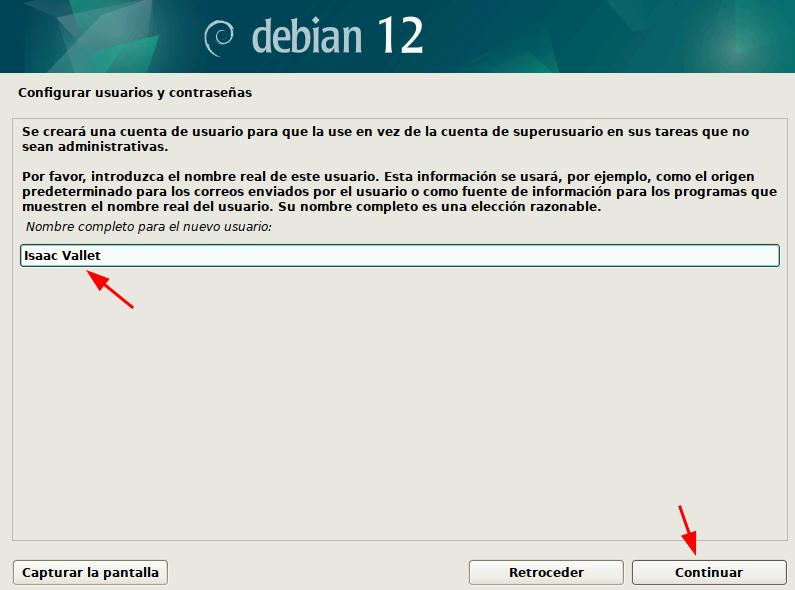 debian 12
Configurar usuarios y contraseñas
Se creará una cuenta de usuario para que la use en vez de la cuenta de superusuario en sus tareas que no
sean administrativas.
Por favor, introduzca el nombre real de este usuario. Esta información se usará, por ejemplo, como el origen
predeterminado para los correos enviados por el usuario o como fuente de información para los programas que
muestren el nombre real del usuario. Su nombre completo es una elección razonable.
Nombre completo para el nuevo usuario:
Isaac Vallet
Capturar la pantalla
Retroceder
Continuar